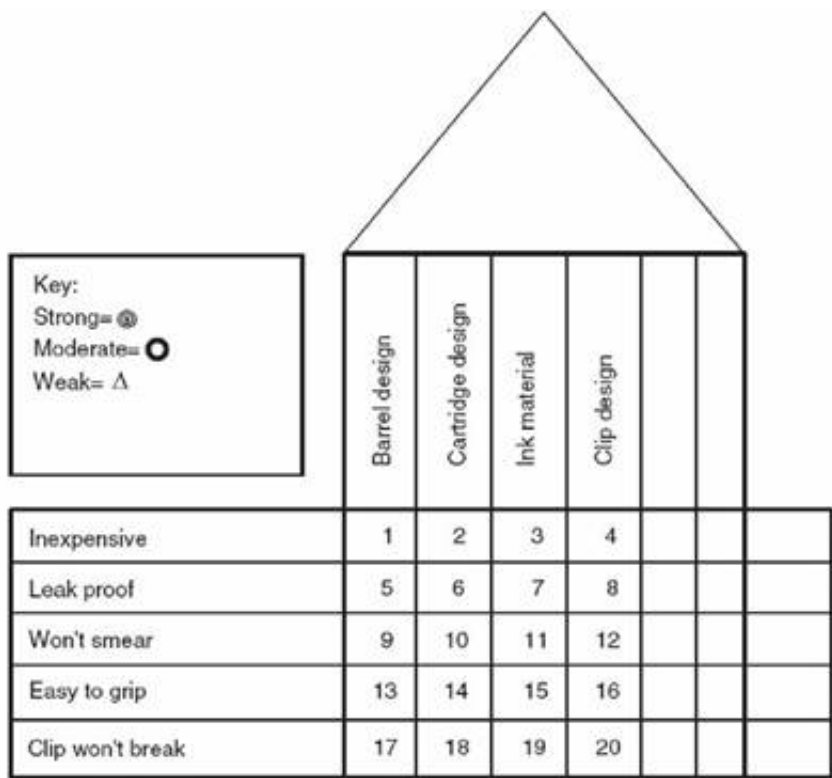 Key:
Strong= ◎
Moderate= O
Weak= Δ
Barrel design
Cartridge design
Ink material
Clip design
Inexpensive 1 2 3 4
Leak proof 5 6 7 8
Won't smear 9 10 11 12
Easy to grip 13 14 15 16
Clip won't break 17 18 19 20